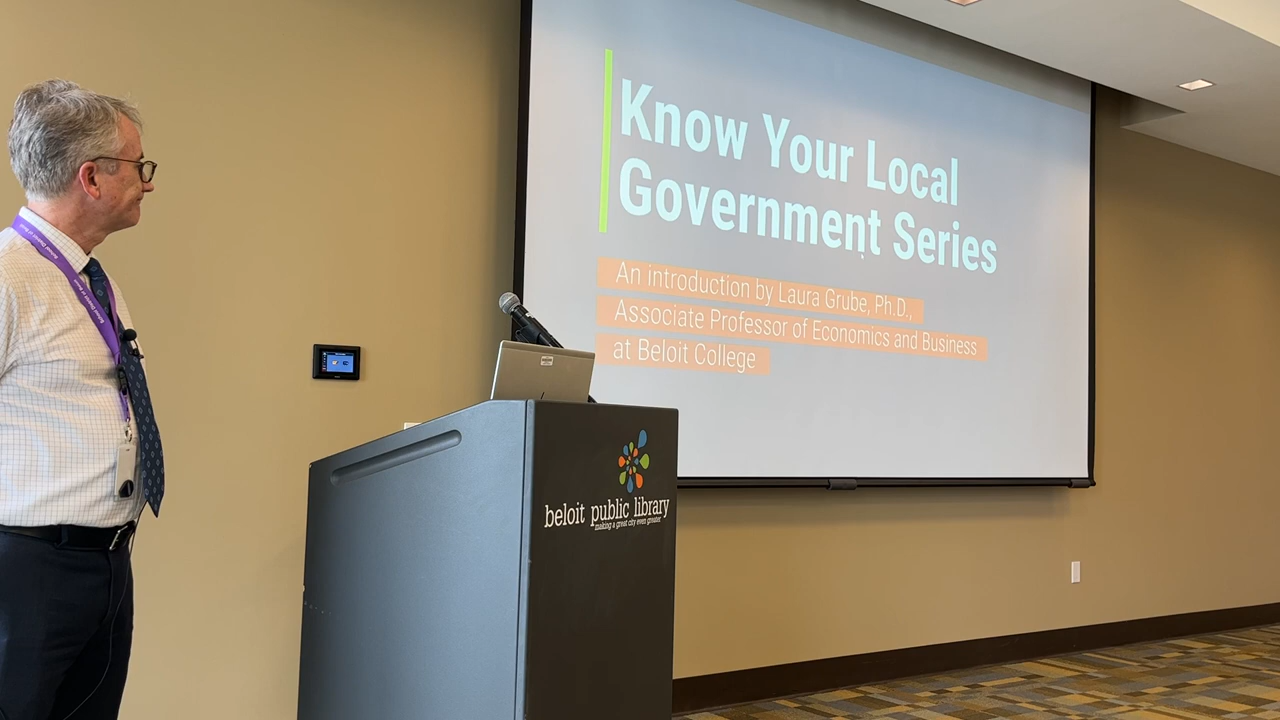 Know Your Local
Government Series
An introduction by Laura Grube, Ph.D.,
Associate Professor of Economics and Business
at Beloit College
beloit public library
making a great city even greater